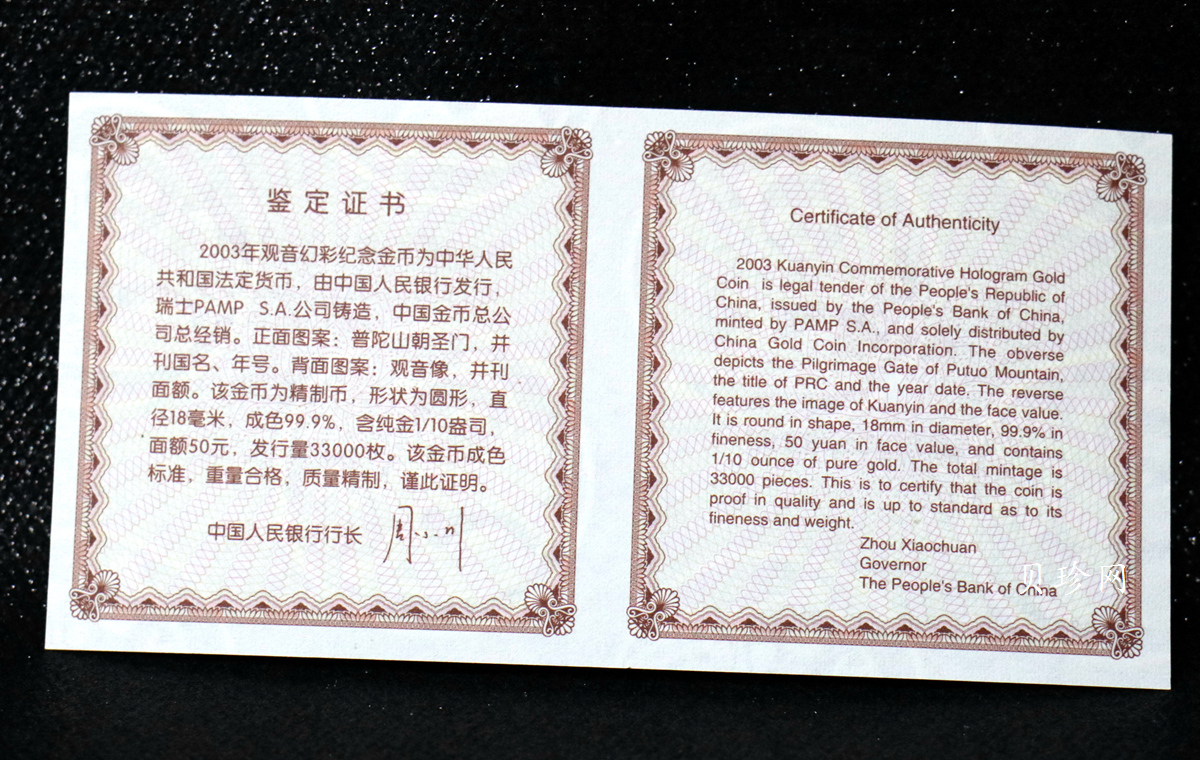 鉴定证书
2003年观音幻彩纪念金币为中华人民
共和国法定货币，由中国人民银行发行，
瑞士PAMP S.A.公司铸造，中国金币总公
司总经销。正面图案：普陀山朝圣门，并
刊国名、年号。背面图案：观音像，并刊
面额。该金币为精制币，形状为圆形，直
径18毫米，成色99.9%，含纯金1/10盎司，
面额50元，发行量33000枚。该金币成色
标准，重量合格，质量精制，谨此证明。
中国人民银行行长 周小川
Certificate of Authenticity
2003 Kuanyin Commemorative Hologram Gold
Coin is legal tender of the People's Republic of
China, issued by the People's Bank of China,
minted by PAMP S.A., and solely distributed by
China Gold Coin Incorporation. The obverse
depicts the Pilgrimage Gate of Putuo Mountain,
the title of PRC and the year date. The reverse
features the image of Kuanyin and the face value.
It is round in shape, 18mm in diameter, 99.9% in
fineness, 50 yuan in face value, and contains
1/10 ounce of pure gold. The total mintage is
33000 pieces. This is to certify that the coin is
proof in quality and is up to standard as to its
fineness and weight.
Zhou Xiaochuan
Governor
The People's Bank of China
贝珍网